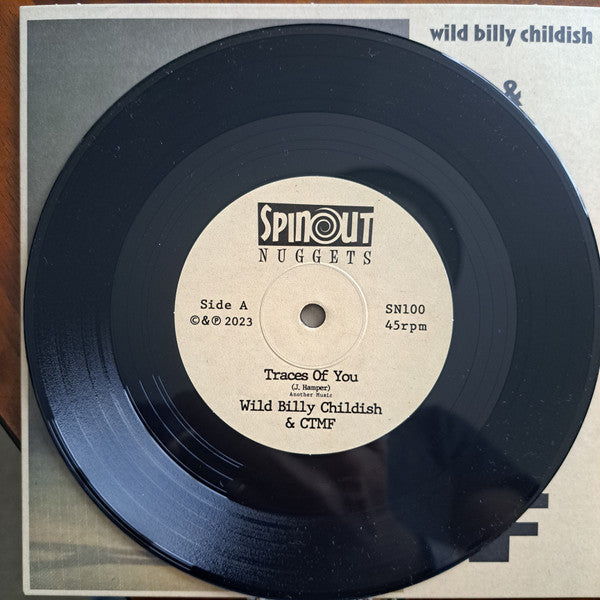 wild billy childish
&
SPINOUT
NUGGETS
Side A
©&℗ 2023
SN100
45rpm
Traces Of You
(J. Hamper)
Another Music
Wild Billy Childish
& CTMF
F